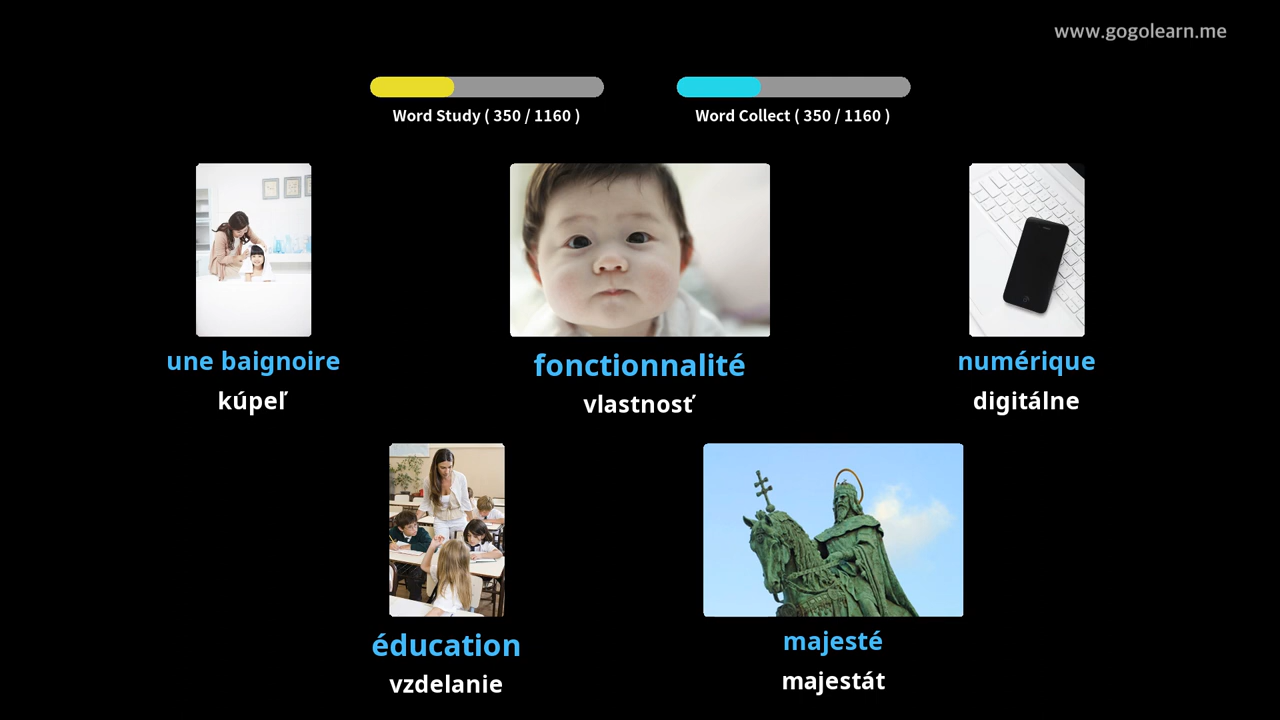 www.gogolearn.me
Word Study ( 350 / 1160 )
Word Collect ( 350 / 1160 )
une baignoire
kúpeľ
fonctionnalité
vlastnosť
numérique
digitálne
éducation
vzdelanie
majesté
majestát